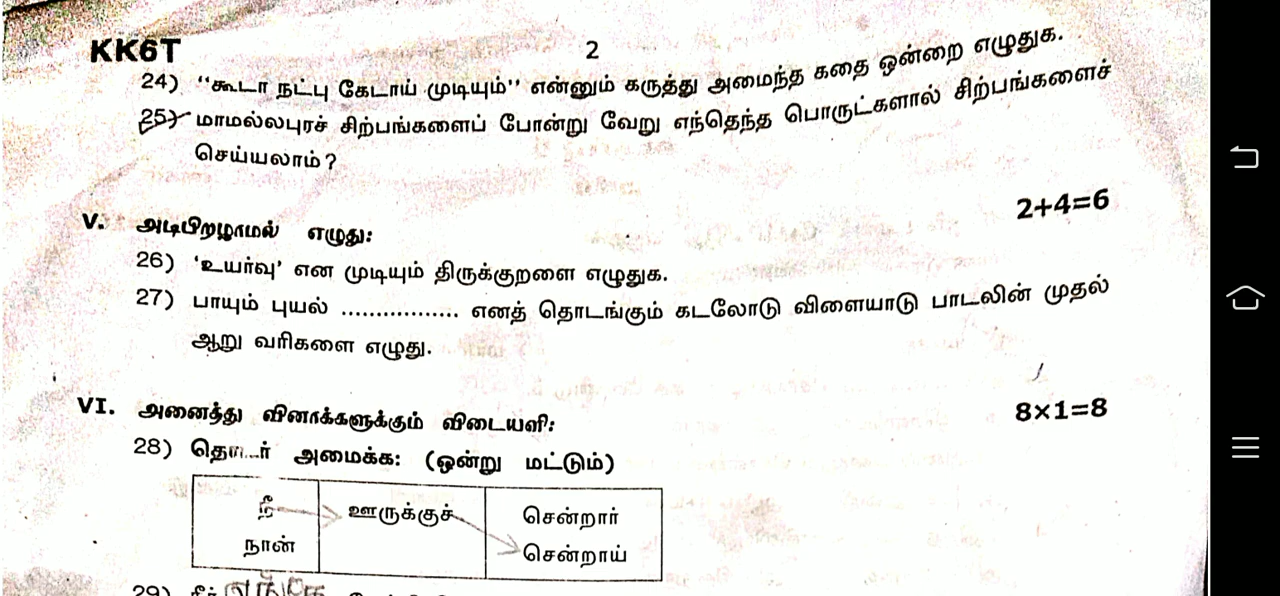 KK6T 2
24) "கூடா நட்பு கேடாய் முடியும்" என்னும் கருத்து அமைந்த கதை ஒன்றை எழுதுக.
25) மாமல்லபுரச் சிற்பங்களைப் போன்று வேறு எந்தெந்த பொருட்களால் சிற்பங்களைச்
செய்யலாம்?
2+4=6
V. அடிபிறழாமல் எழுது:
26) 'உயர்வு' என முடியும் திருக்குறளை எழுதுக.
27) பாயும் புயல் ................. எனத் தொடங்கும் கடலோடு விளையாடு பாடலின் முதல்
ஆறு வரிகளை எழுது.
VI. அனைத்து வினாக்களுக்கும் விடையளி: 8×1=8
28) தொடர் அமைக்க: (ஒன்று மட்டும்)
நீ ஊருக்குச் சென்றார்
நான் சென்றாய்
29)